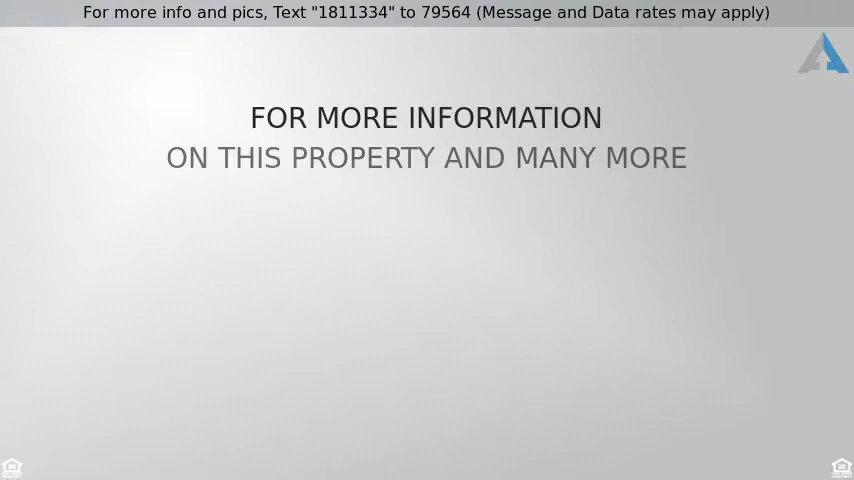 For more info and pics, Text "1811334" to 79564 (Message and Data rates may apply)
FOR MORE INFORMATION
ON THIS PROPERTY AND MANY MORE